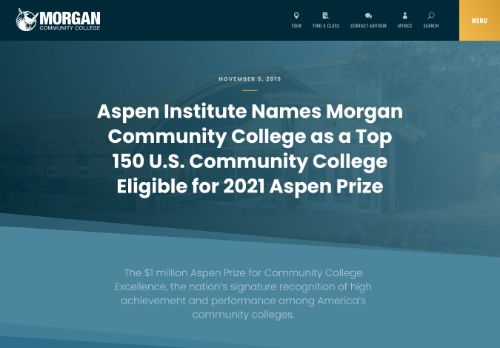 MORGAN
COMMUNITY COLLEGE
TOUR
FIND A CLASS
CONTACT ADVISOR
MYMCC
SEARCH
MENU
NOVEMBER 5, 2019
Aspen Institute Names Morgan
Community College as a Top
150 U.S. Community College
Eligible for 2021 Aspen Prize
The $1 million Aspen Prize for Community College
Excellence, the nation's signature recognition of high
achievement and performance among America's
community colleges.